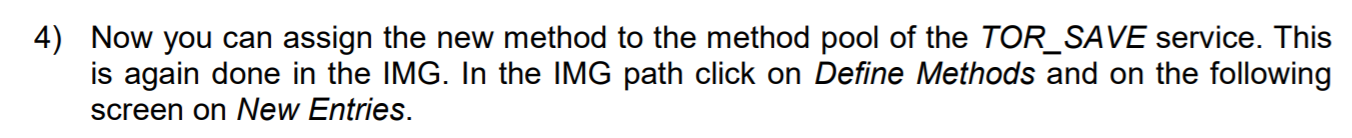 4) Now you can assign the new method to the method pool of the TOR_SAVE service. This
is again done in the IMG. In the IMG path click on Define Methods and on the following
screen on New Entries.